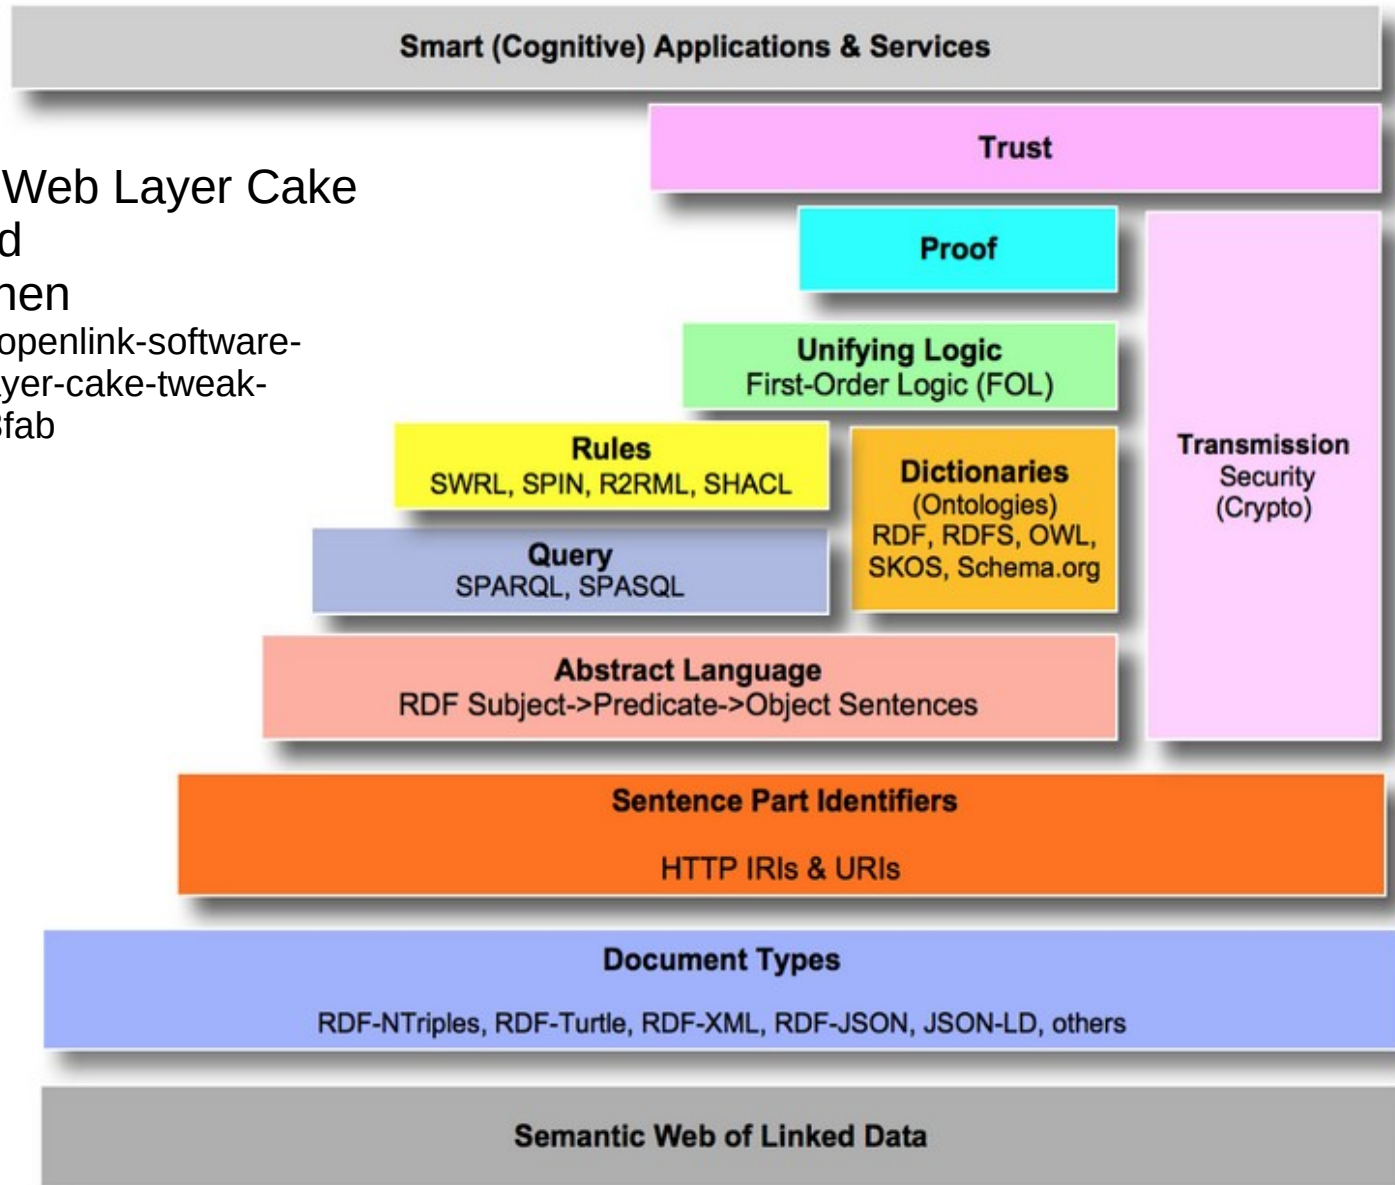 Smart (Cognitive) Applications & Services
Trust
Web Layer Cake
d
nen
openlink-software-
ayer-cake-tweak-
fab
Proof
Unifying Logic
First-Order Logic (FOL)
Transmission
Security
(Crypto)
Rules
SWRL, SPIN, R2RML, SHACL
Dictionaries
(Ontologies)
RDF, RDFS, OWL,
SKOS, Schema.org
Query
SPARQL, SPASQL
Abstract Language
RDF Subject->Predicate->Object Sentences
Sentence Part Identifiers
HTTP IRIs & URIs
Document Types
RDF-NTriples, RDF-Turtle, RDF-XML, RDF-JSON, JSON-LD, others
Semantic Web of Linked Data